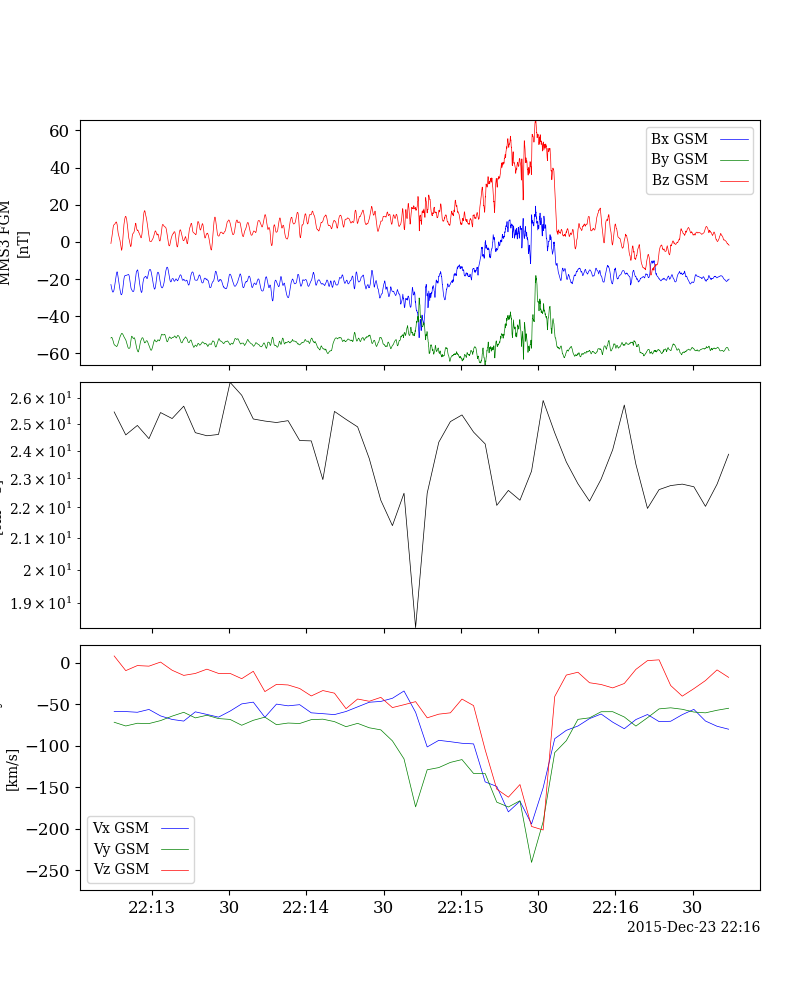 60
40
20
0
−20
−40
−60
MMS3 FGM
[nT]
Bx GSM
By GSM
Bz GSM
2.6 × 10¹
2.5 × 10¹
2.4 × 10¹
2.3 × 10¹
2.2 × 10¹
2.1 × 10¹
2 × 10¹
1.9 × 10¹
0
−50
−100
−150
−200
−250
[km/s]
Vx GSM
Vy GSM
Vz GSM
22:13 30 22:14 30 22:15 30 22:16 30
2015-Dec-23 22:16